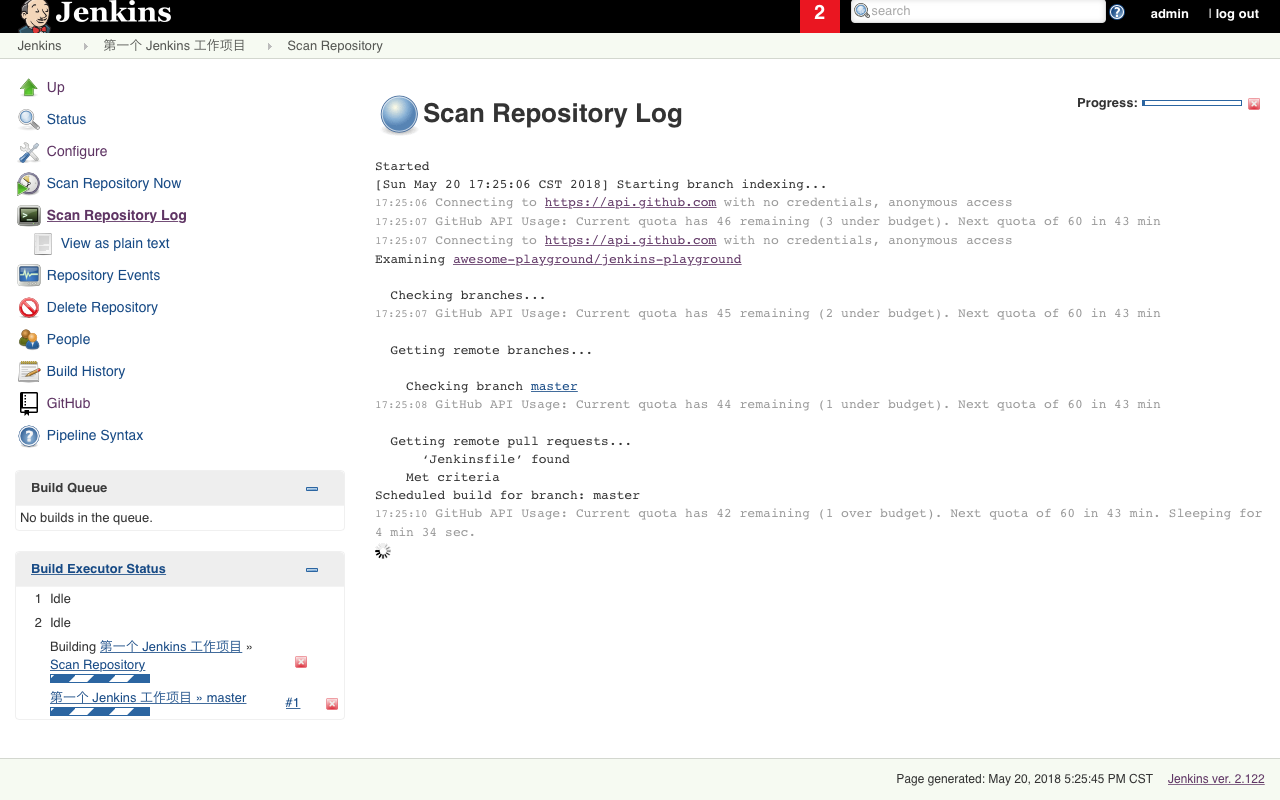 Jenkins
2
search
admin
| log out
Jenkins
第一个 Jenkins 工作项目
Scan Repository
Up
Status
Configure
Scan Repository Now
Scan Repository Log
View as plain text
Repository Events
Delete Repository
People
Build History
GitHub
Pipeline Syntax
Build Queue
No builds in the queue.
Build Executor Status
1 Idle
2 Idle
Building 第一个 Jenkins 工作项目 »
Scan Repository
第一个 Jenkins 工作项目 » master #1
Scan Repository Log
Progress:
Started
[Sun May 20 17:25:06 CST 2018] Starting branch indexing...
17:25:06 Connecting to https://api.github.com with no credentials, anonymous access
17:25:07 GitHub API Usage: Current quota has 46 remaining (3 under budget). Next quota of 60 in 43 min
17:25:07 Connecting to https://api.github.com with no credentials, anonymous access
Examining awesome-playground/jenkins-playground
Checking branches...
17:25:07 GitHub API Usage: Current quota has 45 remaining (2 under budget). Next quota of 60 in 43 min
Getting remote branches...
Checking branch master
17:25:08 GitHub API Usage: Current quota has 44 remaining (1 under budget). Next quota of 60 in 43 min
Getting remote pull requests...
‘Jenkinsfile’ found
Met criteria
Scheduled build for branch: master
17:25:10 GitHub API Usage: Current quota has 42 remaining (1 over budget). Next quota of 60 in 43 min. Sleeping for
4 min 34 sec.
Page generated: May 20, 2018 5:25:45 PM CST
Jenkins ver. 2.122